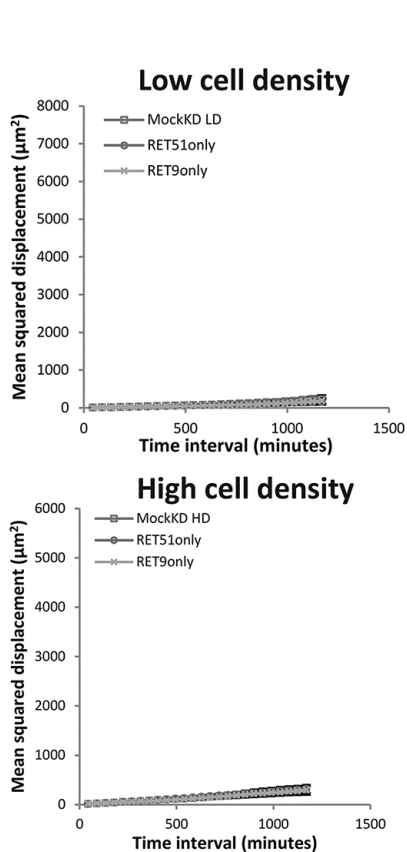 Low cell density
Mean squared displacement (µm²)
8000
7000
6000
5000
4000
3000
2000
1000
0
MockKD LD
RET51only
RET9only
0 500 1000 1500
Time interval (minutes)
High cell density
Mean squared displacement (µm²)
6000
5000
4000
3000
2000
1000
0
MockKD HD
RET51only
RET9only
0 500 1000 1500
Time interval (minutes)